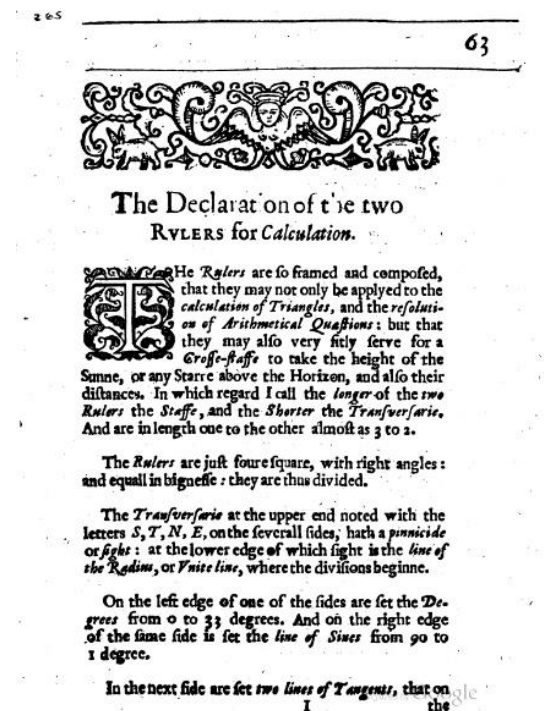 265
63
The Declaration of the two
RVLERS for Calculation.
THe Rulers are ſo framed and compoſed,
that they may not only be applyed to the
calculation of Triangles, and the reſoluti-
on of Arithmetical Quæſtions: but that
they may alſo very fitly ſerve for a
Croſſe-ſtaffe to take the height of the
Sunne, or any Starre above the Horizon, and alſo their
diſtances. In which regard I call the longer of the two
Rulers the Staffe, and the Shorter the Tranſverſarie.
And are in length one to the other almoſt as 3 to 2.
The Rulers are juſt foure ſquare, with right angles:
and equall in bigneſſe: they are thus divided.
The Tranſverſarie at the upper end noted with the
letters S, T, N, E, on the ſeverall ſides, hath a pinnicide
or ſight: at the lower edge of which ſight is the line of
the Radius, or Vnite line, where the diviſions beginne.
On the left edge of one of the ſides are ſet the De-
grees from 0 to 33 degrees. And on the right edge
of the ſame ſide is ſet the line of Sines from 90 to
1 degree.
In the next ſide are ſet two lines of Tangents, that on
I the
Google